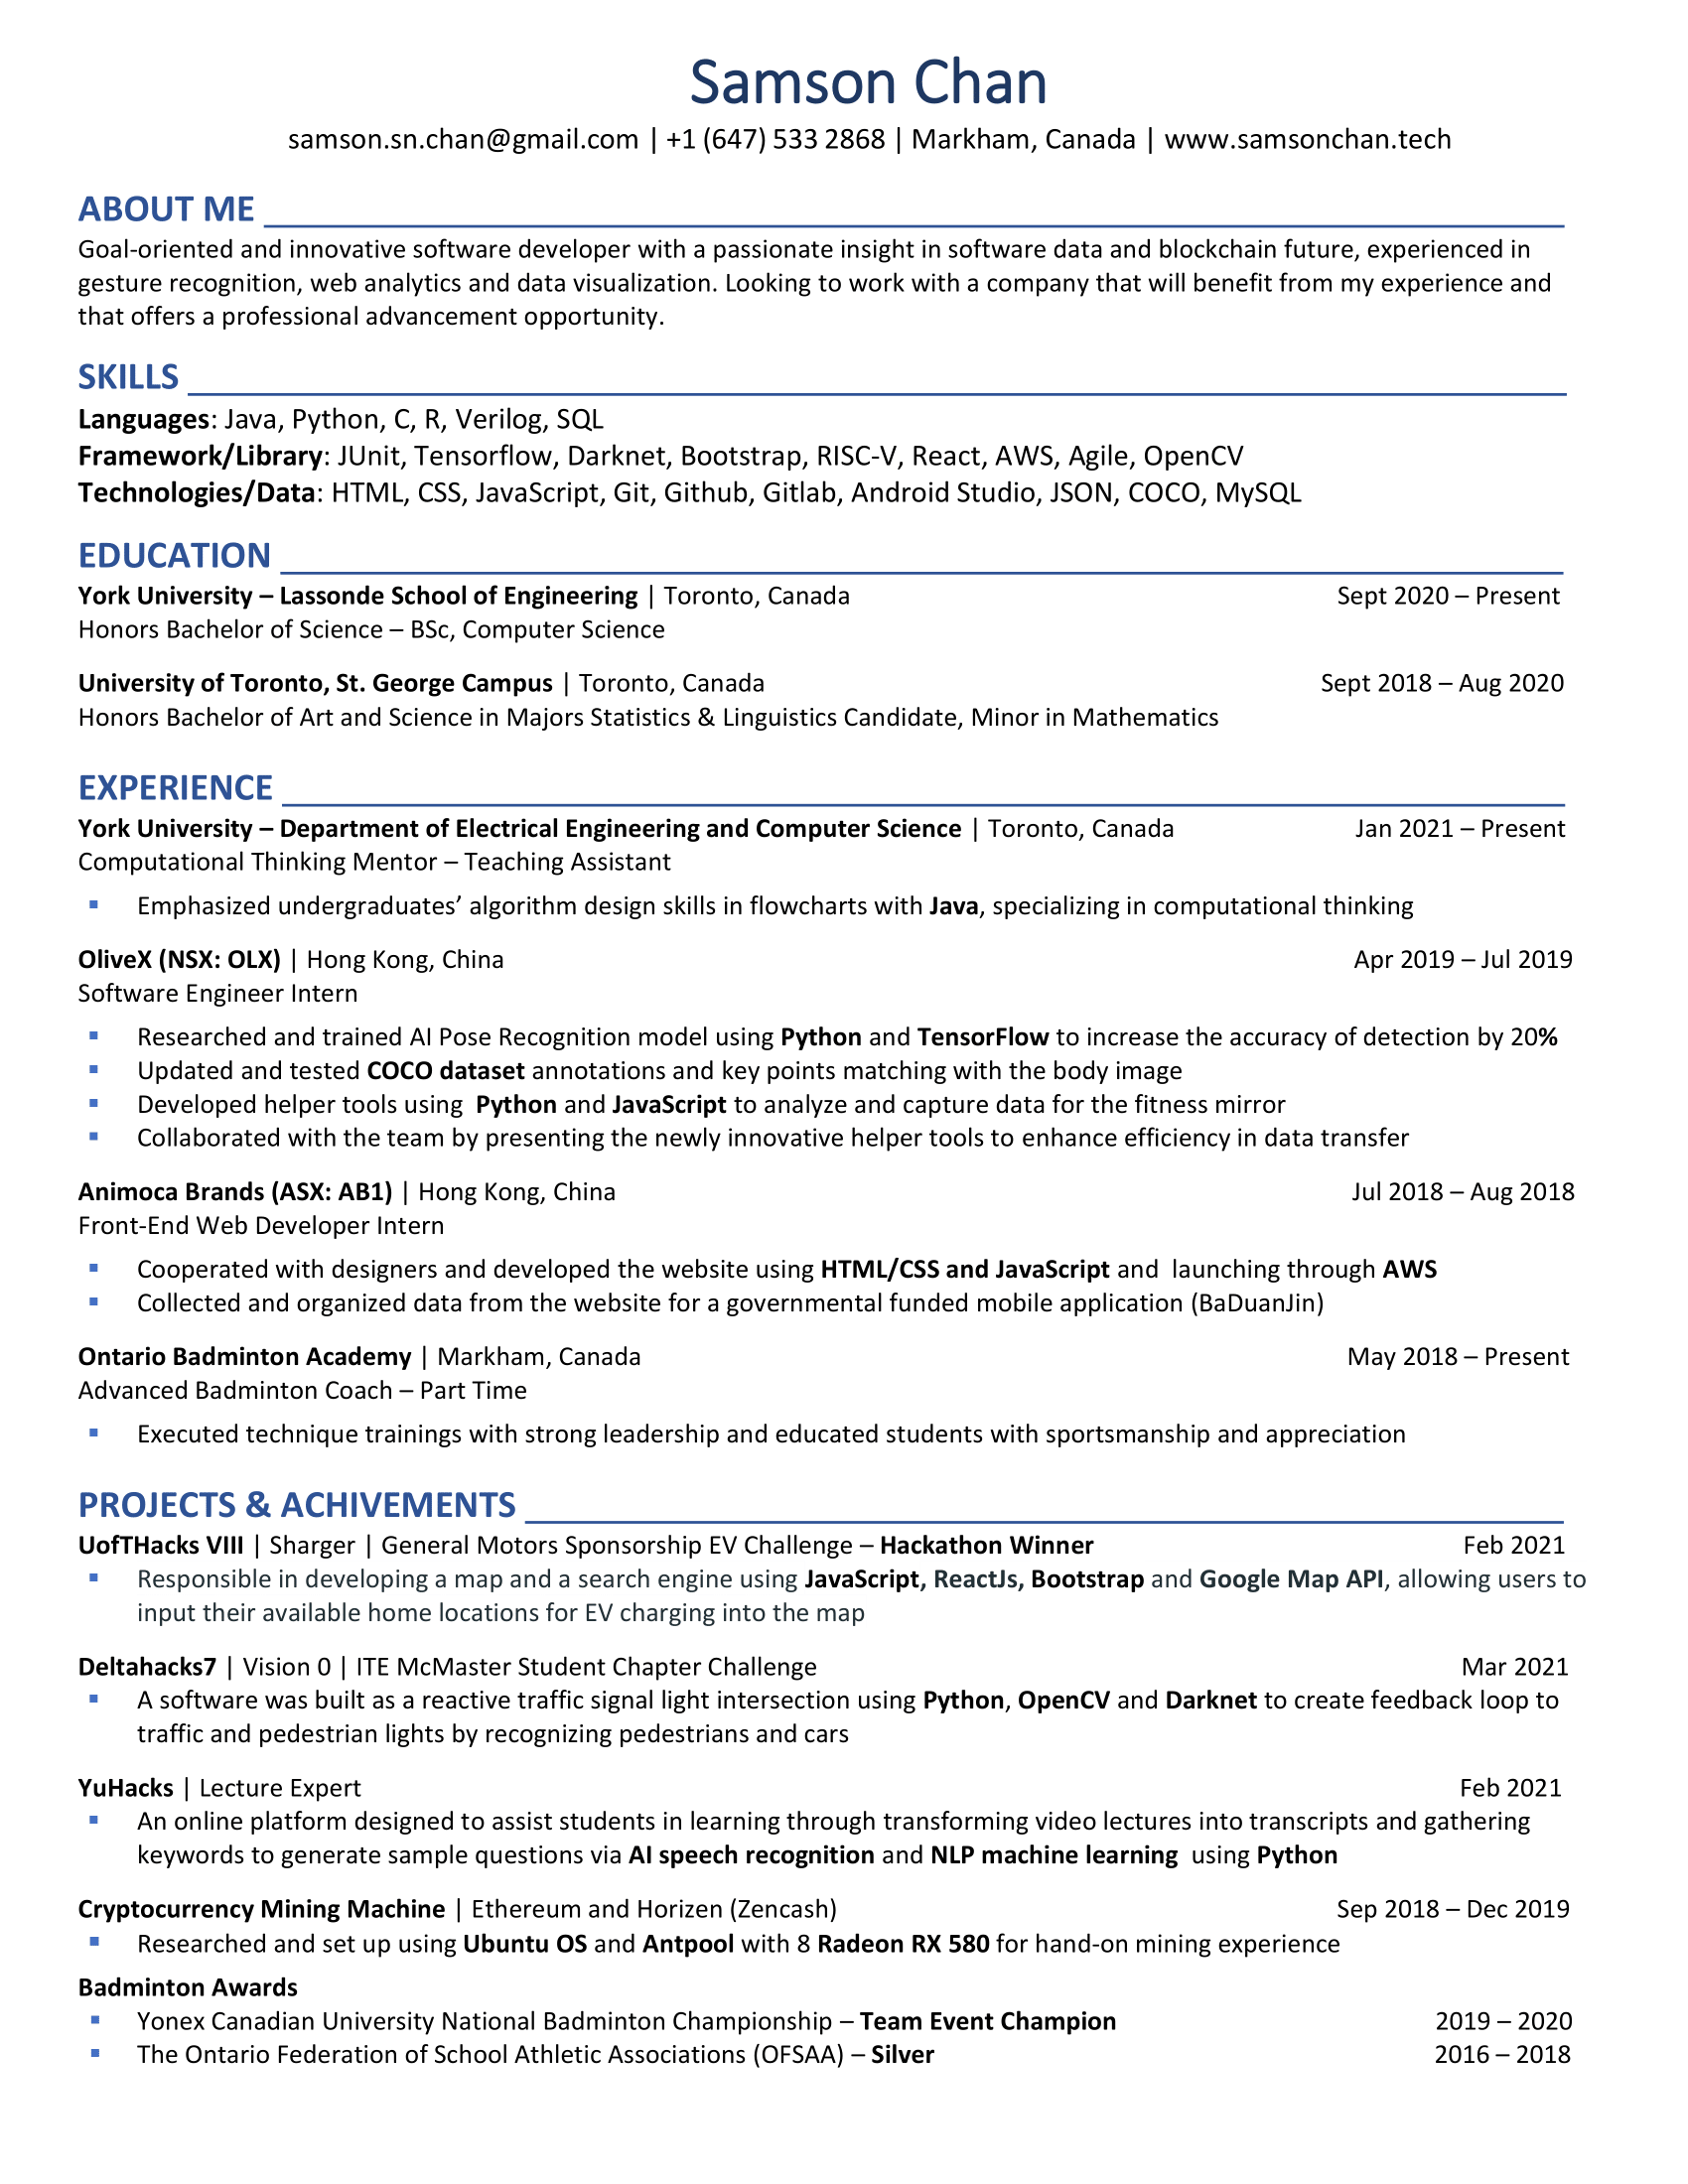 Samson Chan
samson.sn.chan@gmail.com | +1 (647) 533 2868 | Markham, Canada | www.samsonchan.tech
ABOUT ME
Goal-oriented and innovative software developer with a passionate insight in software data and blockchain future, experienced in
gesture recognition, web analytics and data visualization. Looking to work with a company that will benefit from my experience and
that offers a professional advancement opportunity.
SKILLS
Languages: Java, Python, C, R, Verilog, SQL
Framework/Library: JUnit, Tensorflow, Darknet, Bootstrap, RISC-V, React, AWS, Agile, OpenCV
Technologies/Data: HTML, CSS, JavaScript, Git, Github, Gitlab, Android Studio, JSON, COCO, MySQL
EDUCATION
York University – Lassonde School of Engineering | Toronto, Canada Sept 2020 – Present
Honors Bachelor of Science – BSc, Computer Science
University of Toronto, St. George Campus | Toronto, Canada Sept 2018 – Aug 2020
Honors Bachelor of Art and Science in Majors Statistics & Linguistics Candidate, Minor in Mathematics
EXPERIENCE
York University – Department of Electrical Engineering and Computer Science | Toronto, Canada Jan 2021 – Present
Computational Thinking Mentor – Teaching Assistant
▪ Emphasized undergraduates’ algorithm design skills in flowcharts with Java, specializing in computational thinking
OliveX (NSX: OLX) | Hong Kong, China Apr 2019 – Jul 2019
Software Engineer Intern
▪ Researched and trained AI Pose Recognition model using Python and TensorFlow to increase the accuracy of detection by 20%
▪ Updated and tested COCO dataset annotations and key points matching with the body image
▪ Developed helper tools using Python and JavaScript to analyze and capture data for the fitness mirror
▪ Collaborated with the team by presenting the newly innovative helper tools to enhance efficiency in data transfer
Animoca Brands (ASX: AB1) | Hong Kong, China Jul 2018 – Aug 2018
Front-End Web Developer Intern
▪ Cooperated with designers and developed the website using HTML/CSS and JavaScript and launching through AWS
▪ Collected and organized data from the website for a governmental funded mobile application (BaDuanJin)
Ontario Badminton Academy | Markham, Canada May 2018 – Present
Advanced Badminton Coach – Part Time
▪ Executed technique trainings with strong leadership and educated students with sportsmanship and appreciation
PROJECTS & ACHIVEMENTS
UofTHacks VIII | Sharger | General Motors Sponsorship EV Challenge – Hackathon Winner Feb 2021
▪ Responsible in developing a map and a search engine using JavaScript, ReactJs, Bootstrap and Google Map API, allowing users to
input their available home locations for EV charging into the map
Deltahacks7 | Vision 0 | ITE McMaster Student Chapter Challenge Mar 2021
▪ A software was built as a reactive traffic signal light intersection using Python, OpenCV and Darknet to create feedback loop to
traffic and pedestrian lights by recognizing pedestrians and cars
YuHacks | Lecture Expert Feb 2021
▪ An online platform designed to assist students in learning through transforming video lectures into transcripts and gathering
keywords to generate sample questions via AI speech recognition and NLP machine learning using Python
Cryptocurrency Mining Machine | Ethereum and Horizen (Zencash) Sep 2018 – Dec 2019
▪ Researched and set up using Ubuntu OS and Antpool with 8 Radeon RX 580 for hand-on mining experience
Badminton Awards
▪ Yonex Canadian University National Badminton Championship – Team Event Champion 2019 – 2020
▪ The Ontario Federation of School Athletic Associations (OFSAA) – Silver 2016 – 2018